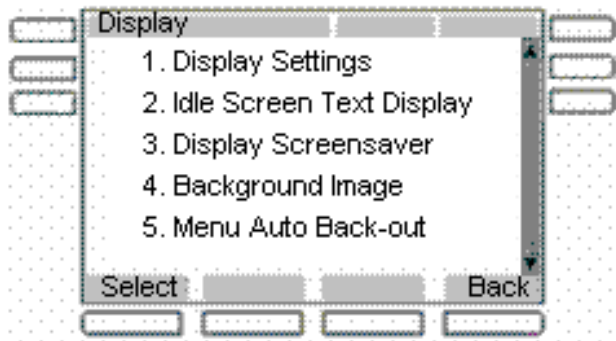 Display
1. Display Settings
2. Idle Screen Text Display
3. Display Screensaver
4. Background Image
5. Menu Auto Back-out
Select Back